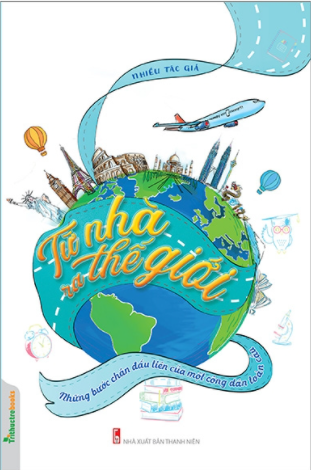 NHIỀU TÁC GIẢ
Từ nhà
ra thế giới
Những bước chân đầu tiên của một công dân toàn cầu
Trithuctrebooks
NHÀ XUẤT BẢN THANH NIÊN